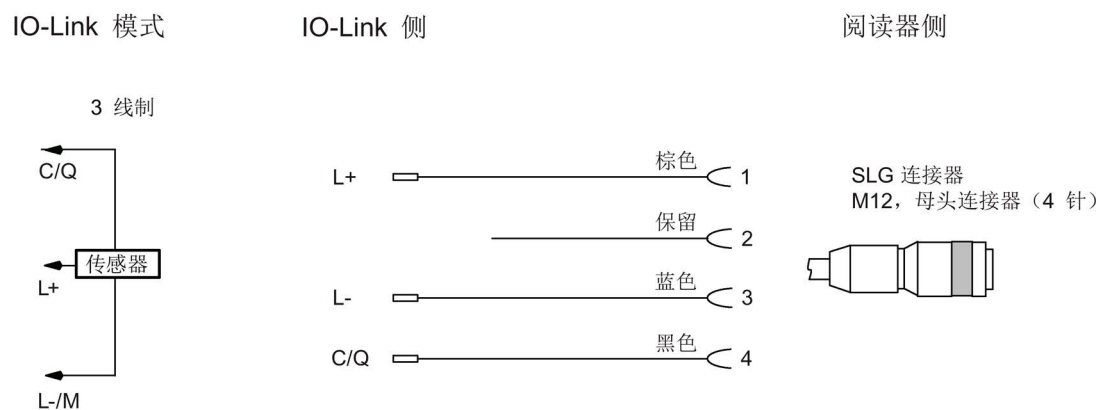 IO-Link 模式
IO-Link 侧
阅读器侧
3 线制
C/Q
传感器
L+
L-/M
L+ 棕色 1
保留 2
L- 蓝色 3
C/Q 黑色 4
SLG 连接器
M12，母头连接器（4 针）